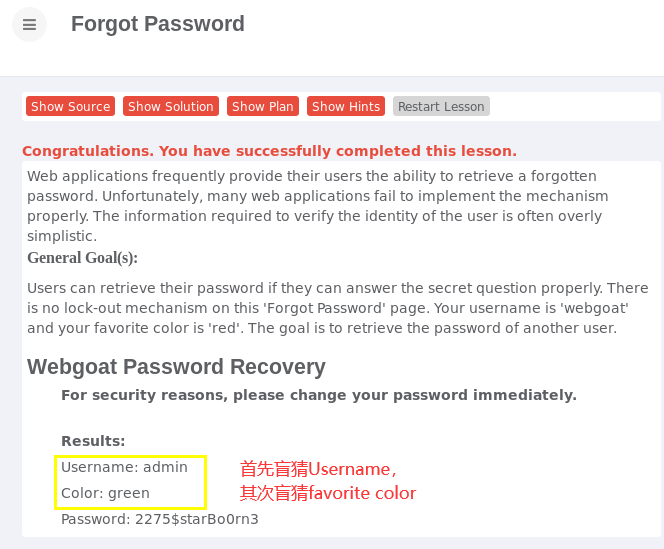 Forgot Password
Show Source Show Solution Show Plan Show Hints Restart Lesson
Congratulations. You have successfully completed this lesson.
Web applications frequently provide their users the ability to retrieve a forgotten
password. Unfortunately, many web applications fail to implement the mechanism
properly. The information required to verify the identity of the user is often overly
simplistic.
General Goal(s):
Users can retrieve their password if they can answer the secret question properly. There
is no lock-out mechanism on this 'Forgot Password' page. Your username is 'webgoat'
and your favorite color is 'red'. The goal is to retrieve the password of another user.
Webgoat Password Recovery
For security reasons, please change your password immediately.
Results:
Username: admin
Color: green
首先盲猜Username，
其次盲猜favorite color
Password: 2275$starBo0rn3